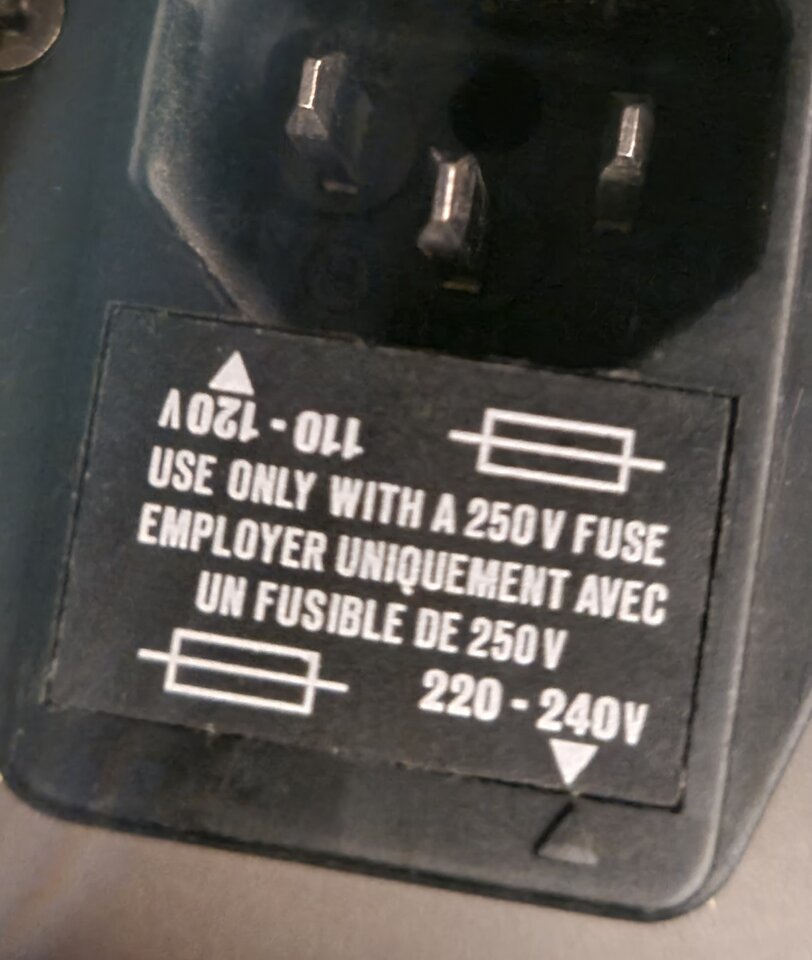 110 - 120V
USE ONLY WITH A 250V FUSE
EMPLOYER UNIQUEMENT AVEC
UN FUSIBLE DE 250V
220 - 240V